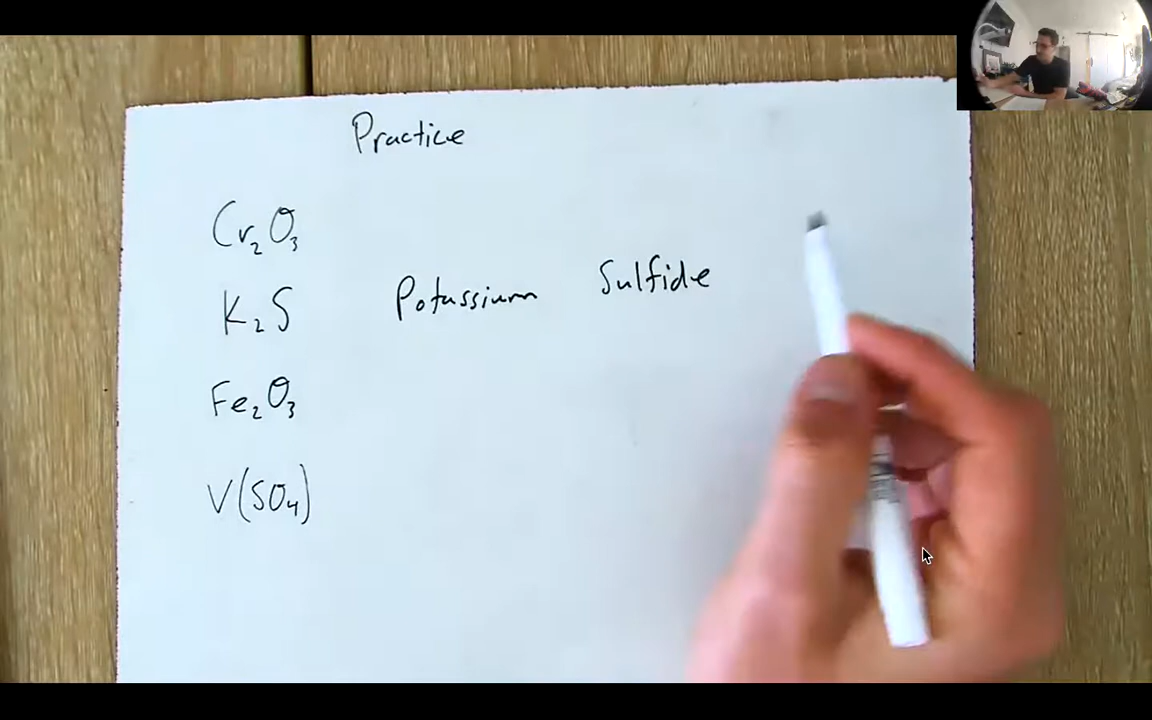 Practice
Cr₂O₃
K₂S Potassium Sulfide
Fe₂O₃
V(SO₄)